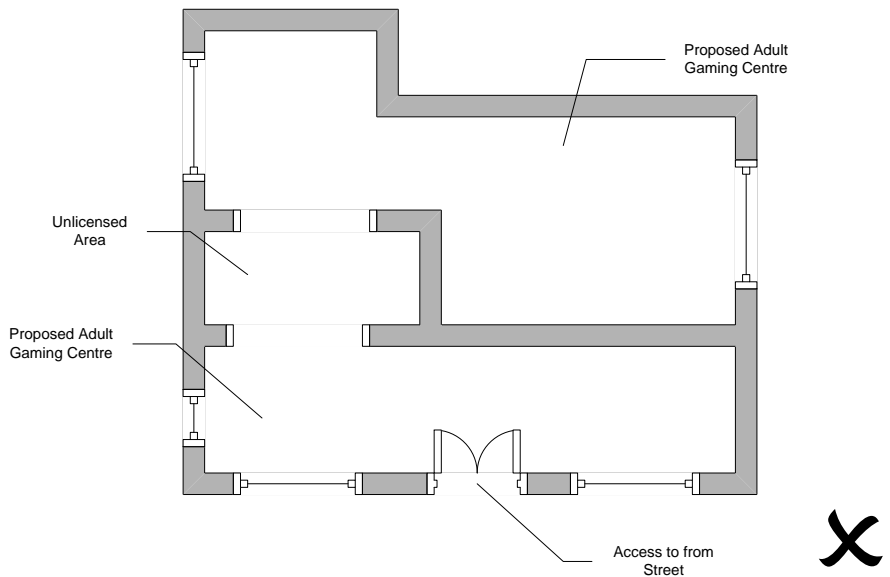 Proposed Adult
Gaming Centre
Unlicensed
Area
Proposed Adult
Gaming Centre
Access to from
Street